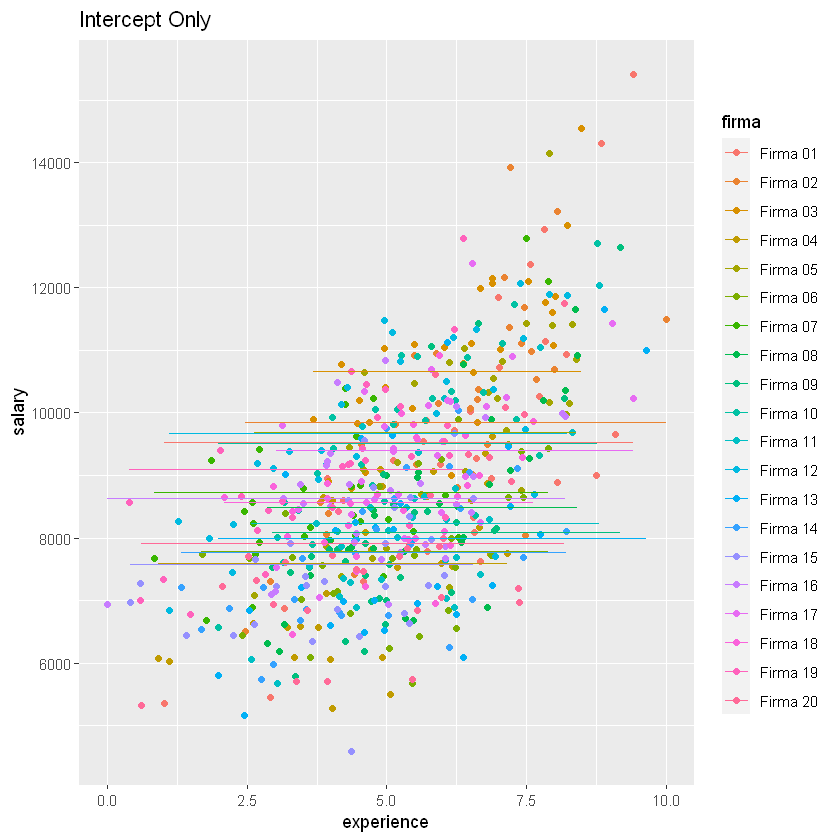 Intercept Only
14000
12000
10000
8000
6000
salary
0.0 2.5 5.0 7.5 10.0
experience
firma
Firma 01
Firma 02
Firma 03
Firma 04
Firma 05
Firma 06
Firma 07
Firma 08
Firma 09
Firma 10
Firma 11
Firma 12
Firma 13
Firma 14
Firma 15
Firma 16
Firma 17
Firma 18
Firma 19
Firma 20